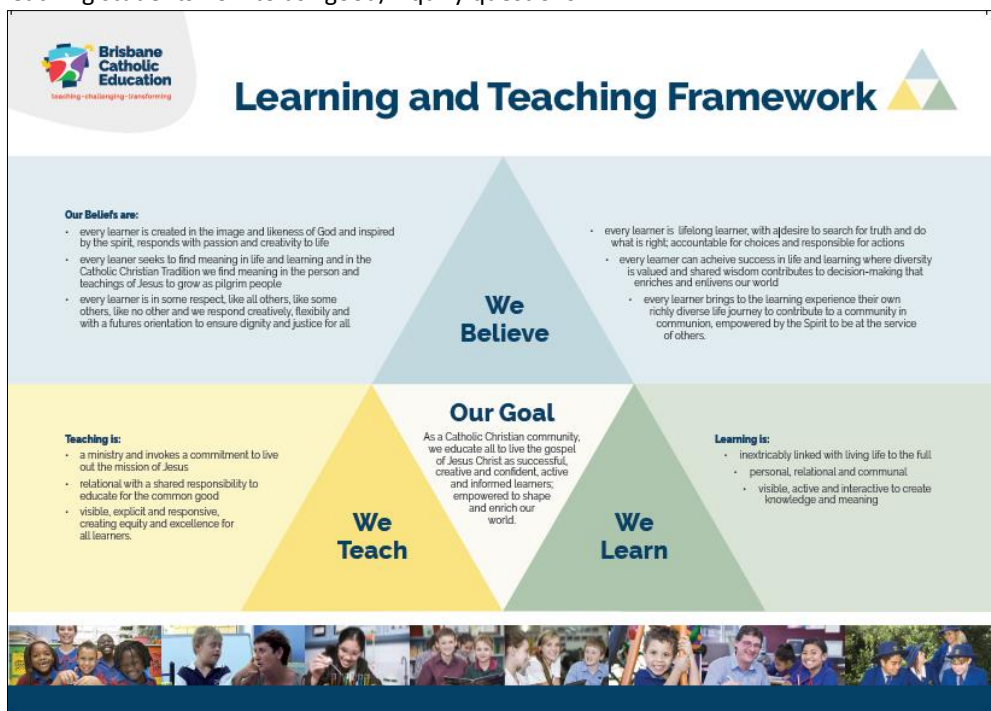 Brisbane
Catholic
Education
teaching-challenging-transforming
Learning and Teaching Framework
Our Beliefs are:
• every learner is created in the image and likeness of God and inspired
by the spirit, responds with passion and creativity to life
• every leaner seeks to find meaning in life and learning and in the
Catholic Christian Tradition we find meaning in the person and
teachings of Jesus to grow as pilgrim people
• every learner is in some respect, like all others, like some
others, like no other and we respond creatively, flexibily and
with a futures orientation to ensure dignity and justice for all
• every learner is lifelong learner, with a desire to search for truth and do
what is right; accountable for choices and responsible for actions
• every learner can acheive success in life and learning where diversity
is valued and shared wisdom contributes to decision-making that
enriches and enlivens our world
• every learner brings to the learning experience their own
richly diverse life journey to contribute to a community in
communion, empowered by the Spirit to be at the service
of others.
We
Believe
Teaching is:
• a ministry and invokes a commitment to live
out the mission of Jesus
• relational with a shared responsibility to
educate for the common good
• visible, explicit and responsive,
creating equity and excellence for
all learners.
We
Teach
Our Goal
As a Catholic Christian community,
we educate all to live the gospel
of Jesus Christ as successful,
creative and confident, active
and informed learners;
empowered to shape
and enrich our
world.
We
Learn
Learning is:
• inextricably linked with living life to the full
• personal, relational and communal
• visible, active and interactive to create
knowledge and meaning